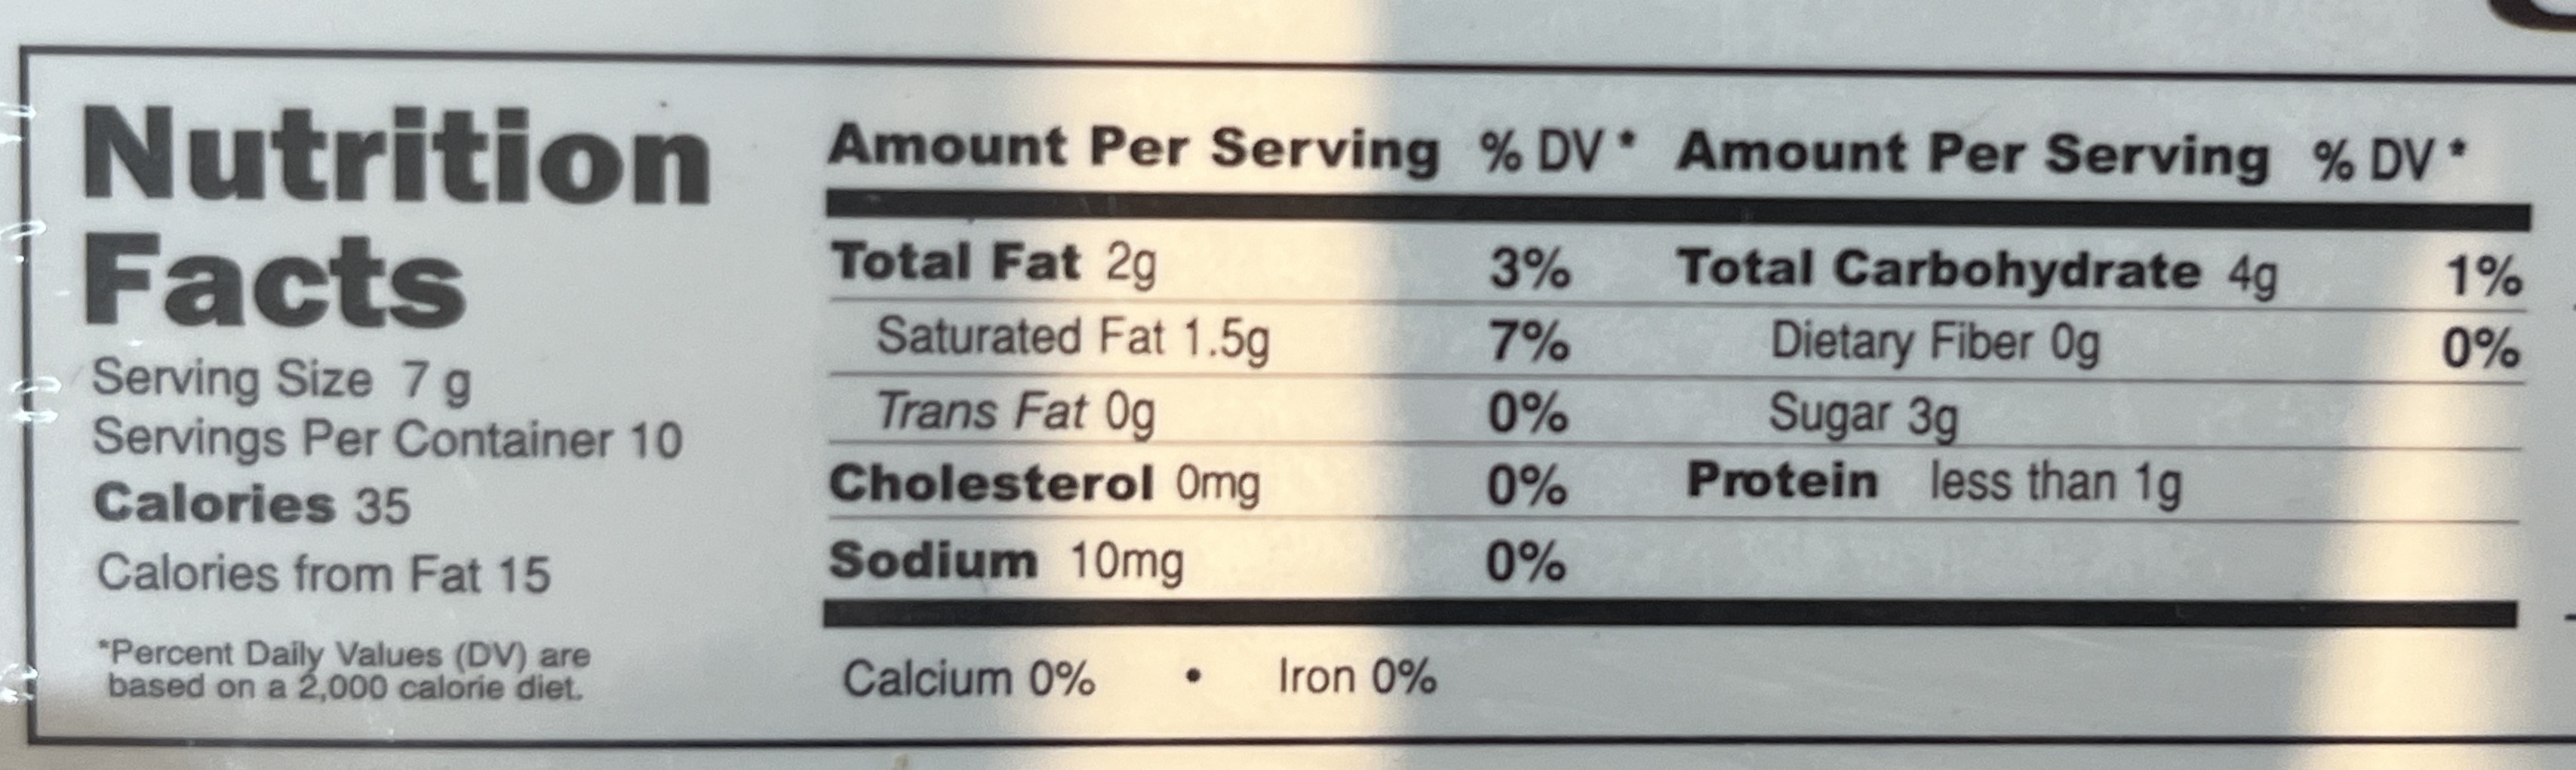 Nutrition
Facts
Serving Size 7 g
Servings Per Container 10
Calories 35
Calories from Fat 15
*Percent Daily Values (DV) are
based on a 2,000 calorie diet.
Amount Per Serving % DV* Amount Per Serving % DV*
Total Fat 2g 3% Total Carbohydrate 4g 1%
Saturated Fat 1.5g 7% Dietary Fiber 0g 0%
Trans Fat 0g 0% Sugar 3g
Cholesterol 0mg 0% Protein less than 1g
Sodium 10mg 0%
Calcium 0% • Iron 0%